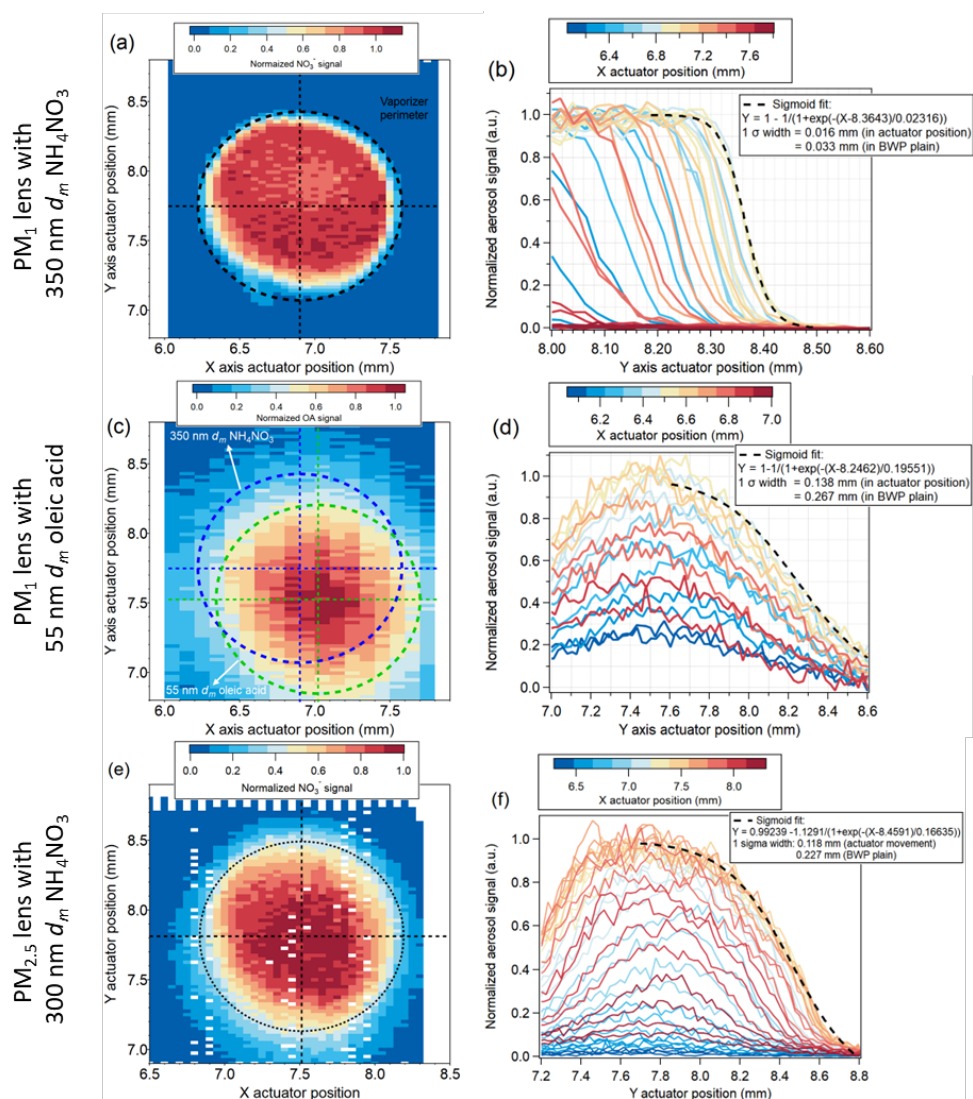 PM1 lens with
350 nm dm NH4NO3
(a)
0.0 0.2 0.4 0.6 0.8 1.0
Normaized NO3- signal
Vaporizer
perimeter
Y axis actuator position (mm)
8.5
8.0
7.5
7.0
6.0 6.5 7.0 7.5
X axis actuator position (mm)
6.4 6.8 7.2 7.6
X actuator position (mm)
(b)
Sigmoid fit:
Y = 1 - 1/(1+exp(-(X-8.3643)/0.02316))
1 σ width = 0.016 mm (in actuator position)
= 0.033 mm (in BWP plain)
Normalized aerosol signal (a.u.)
1.0
0.8
0.6
0.4
0.2
0.0
8.00 8.10 8.20 8.30 8.40 8.50 8.60
Y axis actuator position (mm)
PM1 lens with
55 nm dm oleic acid
(c)
0.0 0.2 0.4 0.6 0.8 1.0
Normaized OA signal
350 nm dm NH4NO3
55 nm dm oleic acid
Y axis actuator position (mm)
8.5
8.0
7.5
7.0
6.0 6.5 7.0 7.5
X axis actuator position (mm)
6.2 6.4 6.6 6.8 7.0
X actuator position (mm)
(d)
Sigmoid fit:
Y = 1-1/(1+exp(-(X-8.2462)/0.19551))
1 σ width = 0.138 mm (in actuator position)
= 0.267 mm (in BWP plain)
Normalized aerosol signal (a.u.)
1.0
0.8
0.6
0.4
0.2
0.0
7.0 7.2 7.4 7.6 7.8 8.0 8.2 8.4 8.6
Y axis actuator position (mm)
PM2.5 lens with
300 nm dm NH4NO3
(e)
0.0 0.2 0.4 0.6 0.8 1.0
Normalized NO3- signal
Y actuator position (mm)
8.5
8.0
7.5
7.0
6.5 7.0 7.5 8.0 8.5
X actuator position
6.5 7.0 7.5 8.0
X actuator position (mm)
(f)
Sigmoid fit:
Y = 0.99239 -1.1291/(1+exp(-(X-8.4591)/0.16635))
1 sigma width: 0.118 mm (actuator movement)
0.227 mm (BWP plain)
Normalized aerosol signal (a.u.)
1.0
0.8
0.6
0.4
0.2
0.0
7.2 7.4 7.6 7.8 8.0 8.2 8.4 8.6 8.8
Y actuator position (mm)